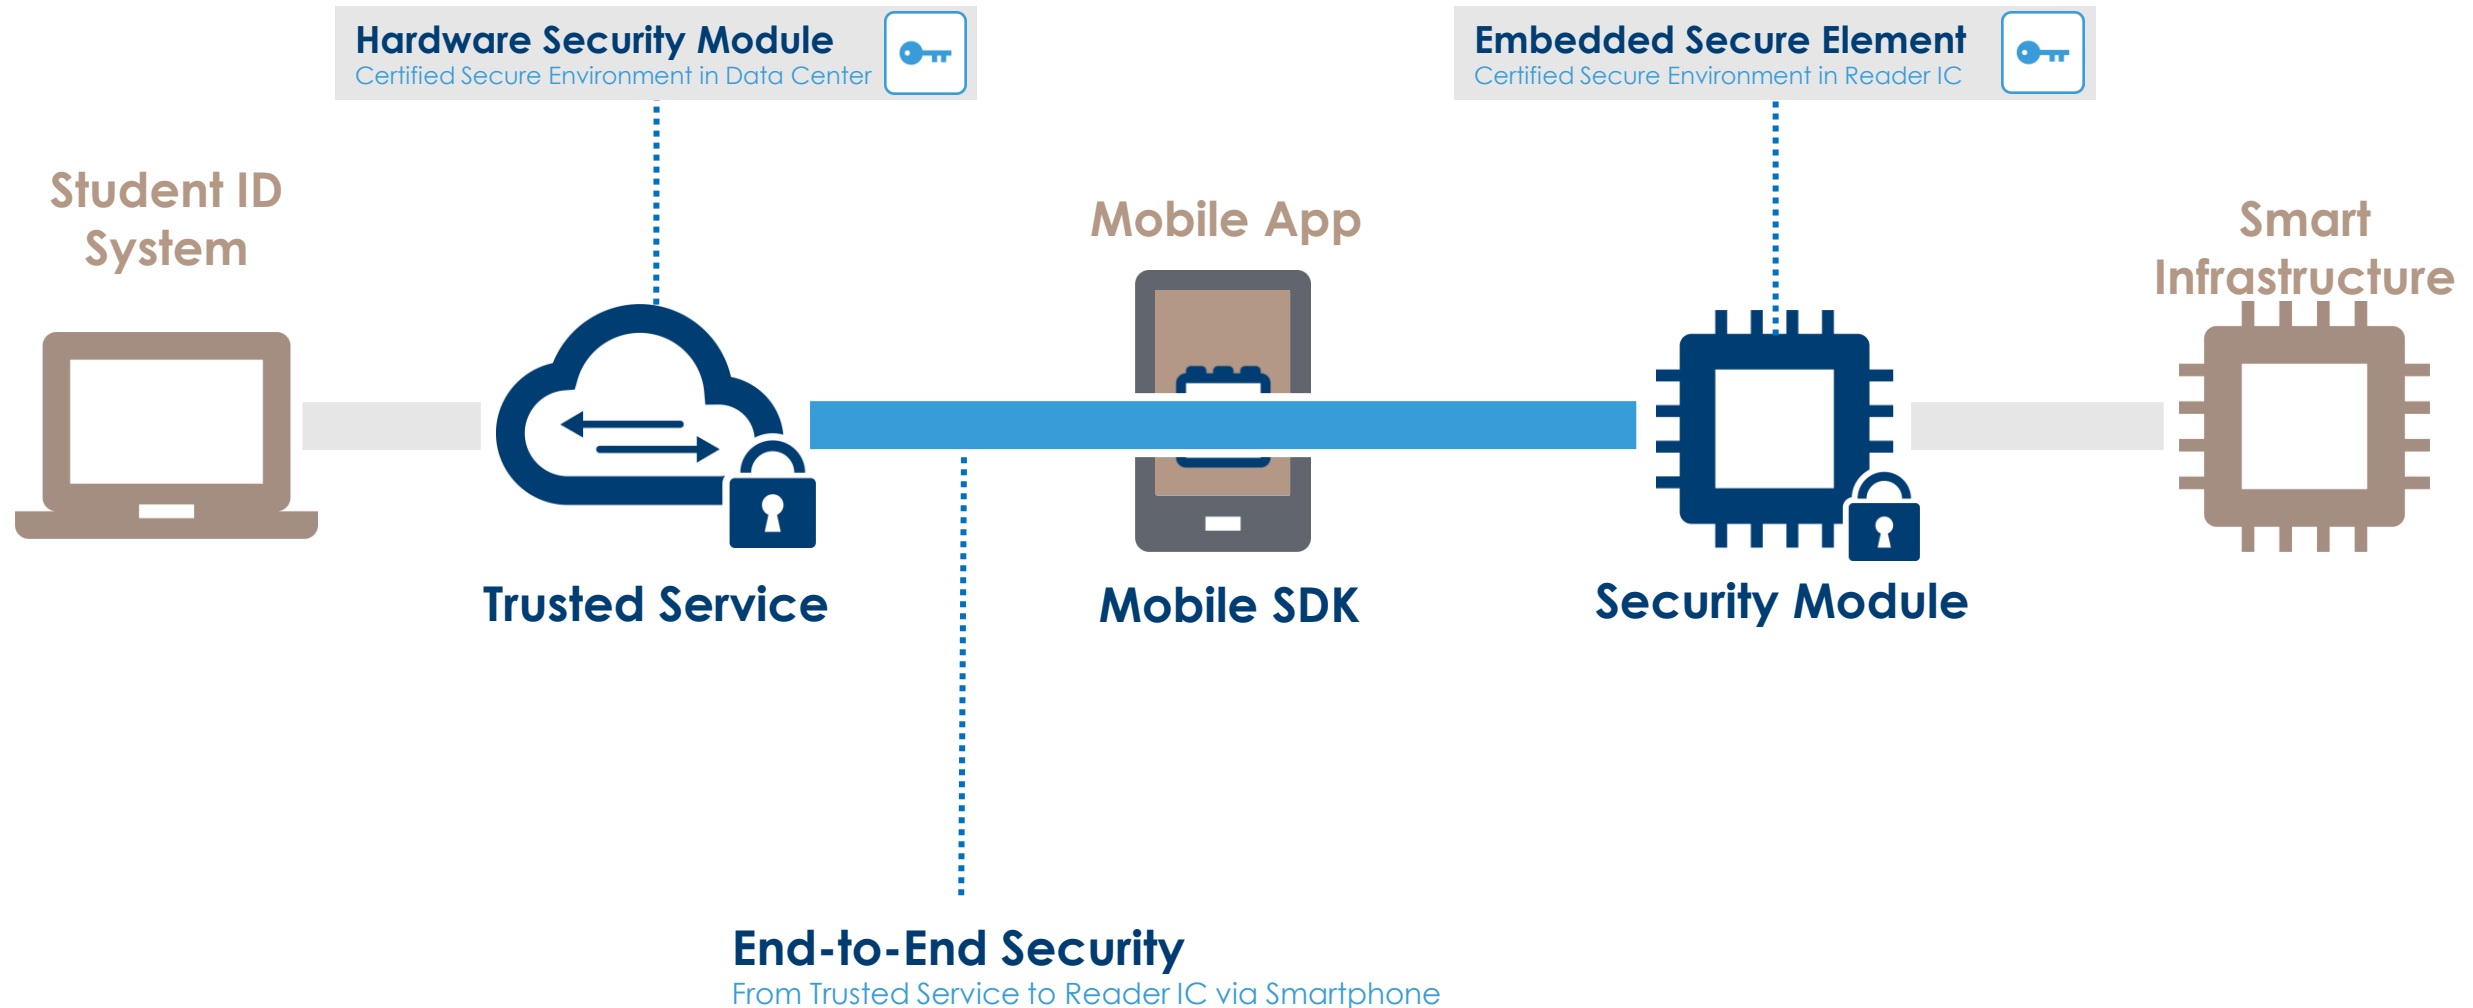 Hardware Security Module
Certified Secure Environment in Data Center
Embedded Secure Element
Certified Secure Environment in Reader IC
Student ID
System
Mobile App
Smart
Infrastructure
Trusted Service
Mobile SDK
Security Module
End-to-End Security
From Trusted Service to Reader IC via Smartphone